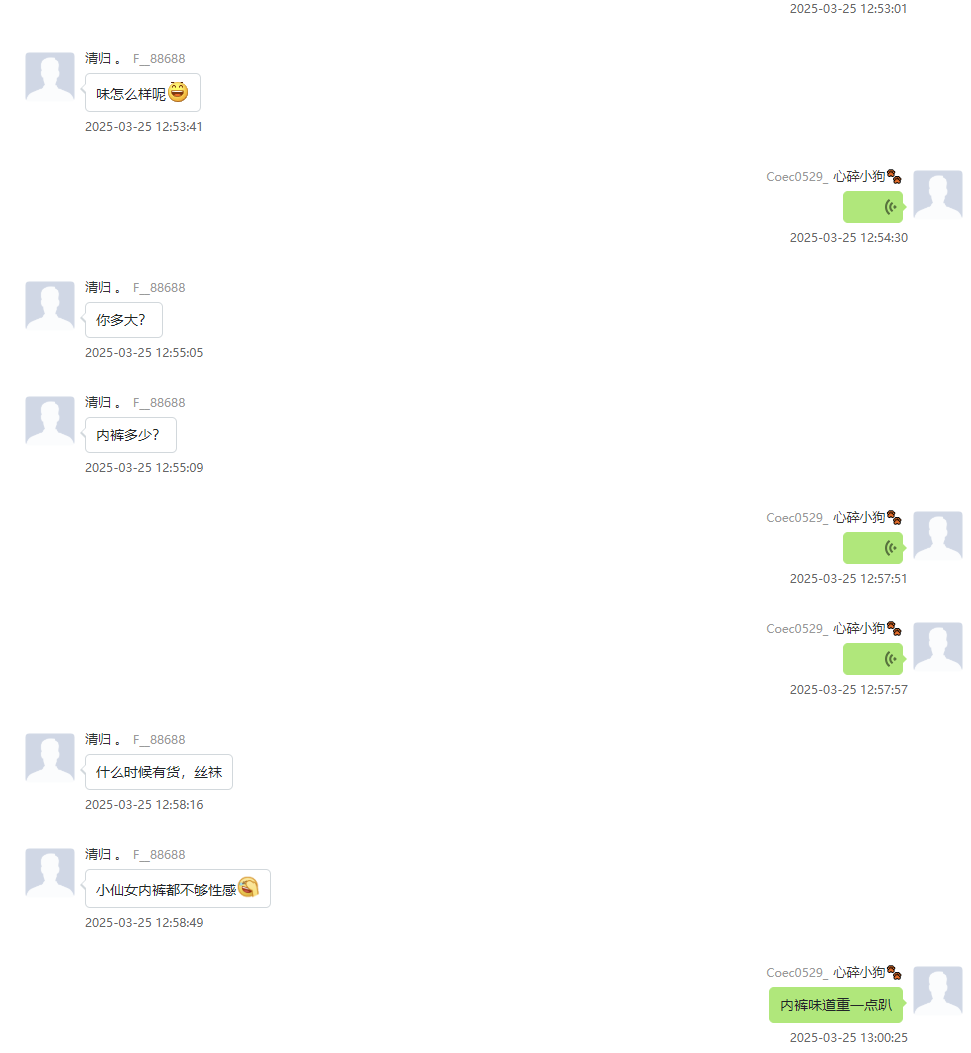 2025-03-25 12:53:01
清归 。 F__88688
味怎么样呢
2025-03-25 12:53:41
Coec0529_ 心碎小狗
2025-03-25 12:54:30
清归 。 F__88688
你多大？
2025-03-25 12:55:05
清归 。 F__88688
内裤多少？
2025-03-25 12:55:09
Coec0529_ 心碎小狗
2025-03-25 12:57:51
Coec0529_ 心碎小狗
2025-03-25 12:57:57
清归 。 F__88688
什么时候有货，丝袜
2025-03-25 12:58:16
清归 。 F__88688
小仙女内裤都不够性感
2025-03-25 12:58:49
Coec0529_ 心碎小狗
内裤味道重一点趴
2025-03-25 13:00:25